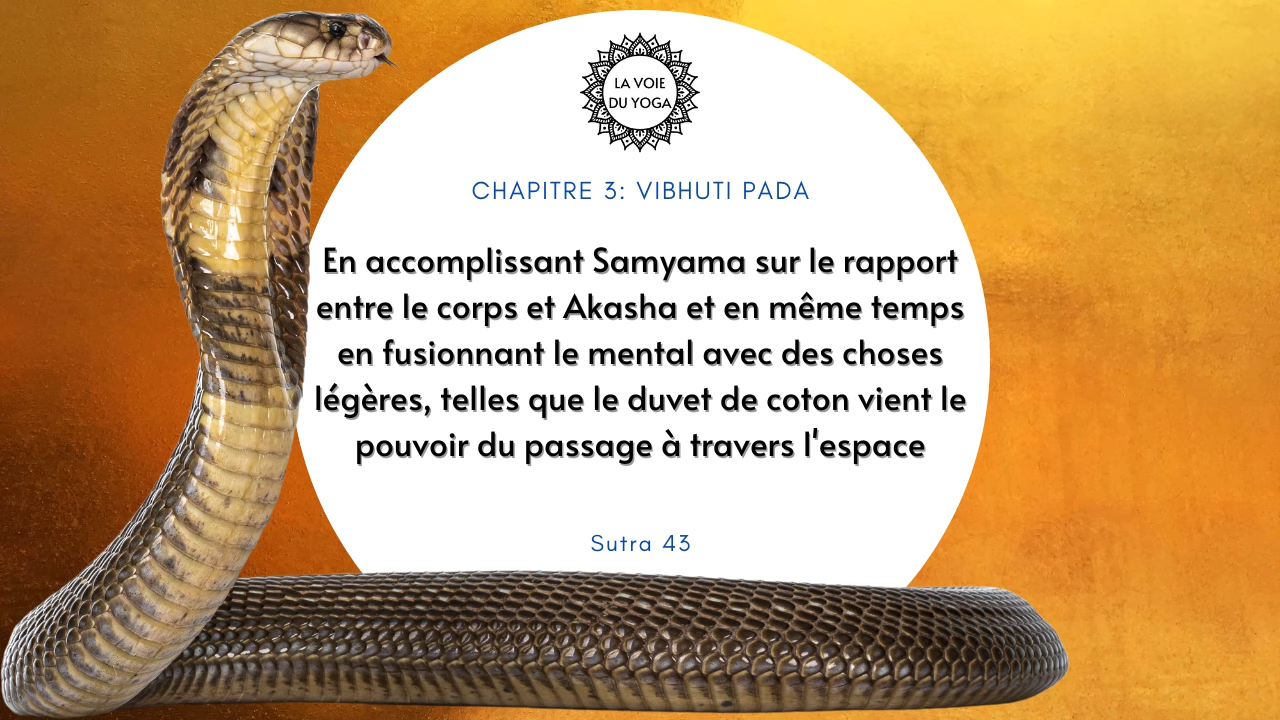 LA VOIE
DU YOGA
CHAPITRE 3: VIBHUTI PADA
En accomplissant Samyama sur le rapport
entre le corps et Akasha et en même temps
en fusionnant le mental avec des choses
légères, telles que le duvet de coton vient le
pouvoir du passage à travers l'espace
Sutra 43